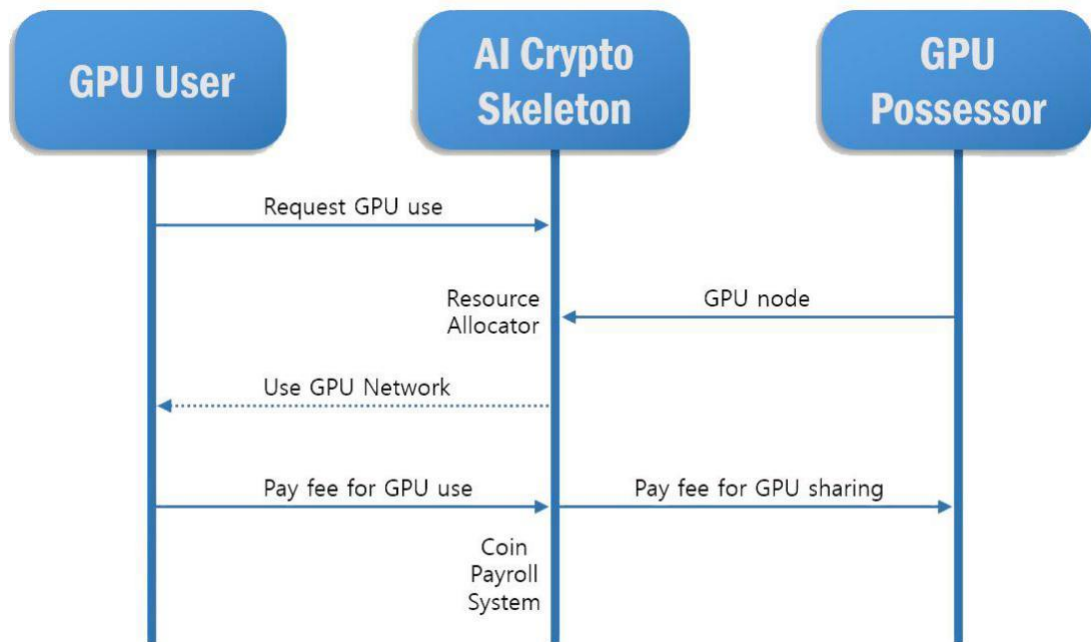 GPU User
AI Crypto
Skeleton
GPU
Possessor
Request GPU use
Resource
Allocator
GPU node
Use GPU Network
Pay fee for GPU use
Pay fee for GPU sharing
Coin
Payroll
System